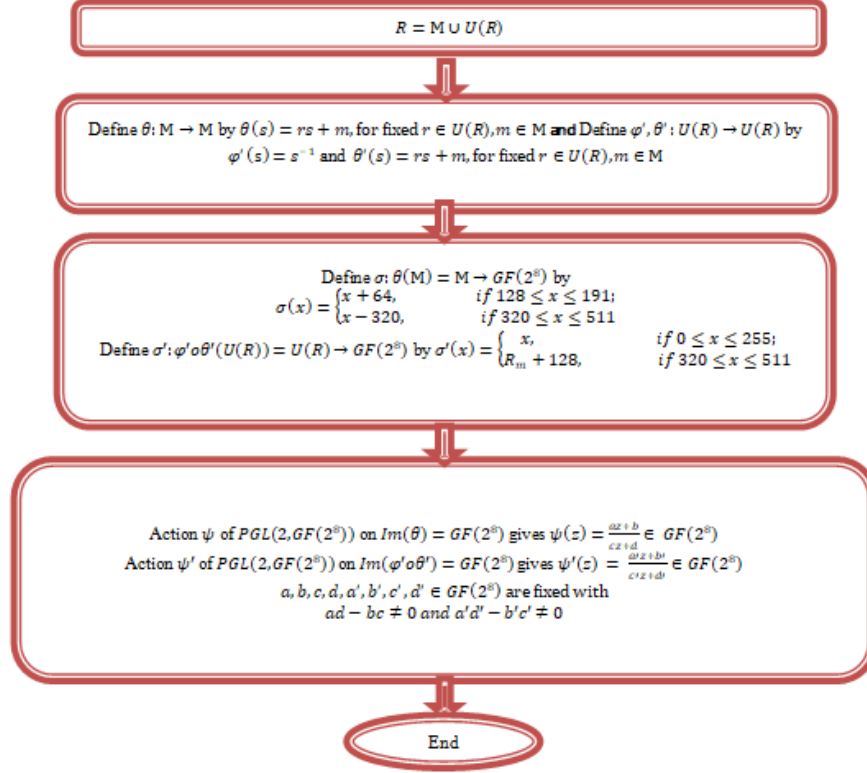 R = M ∪ U(R)
Define θ: M → M by θ(s) = rs + m, for fixed r ∈ U(R), m ∈ M and Define φ′, θ′: U(R) → U(R) by
φ′(s) = s⁻¹ and θ′(s) = rs + m, for fixed r ∈ U(R), m ∈ M
Define σ: θ(M) = M → GF(2⁸) by
σ(x) = { x + 64, if 128 ≤ x ≤ 191;
x − 320, if 320 ≤ x ≤ 511
Define σ′: φ′oθ′(U(R)) = U(R) → GF(2⁸) by σ′(x) = { x, if 0 ≤ x ≤ 255;
Rₘ + 128, if 320 ≤ x ≤ 511
Action ψ of PGL(2, GF(2⁸)) on Im(θ) = GF(2⁸) gives ψ(z) = az+b/cz+d ∈ GF(2⁸)
Action ψ′ of PGL(2, GF(2⁸)) on Im(φ′oθ′) = GF(2⁸) gives ψ′(z) = a′z+b′/c′z+d′ ∈ GF(2⁸)
a, b, c, d, a′, b′, c′, d′ ∈ GF(2⁸) are fixed with
ad − bc ≠ 0 and a′d′ − b′c′ ≠ 0
End